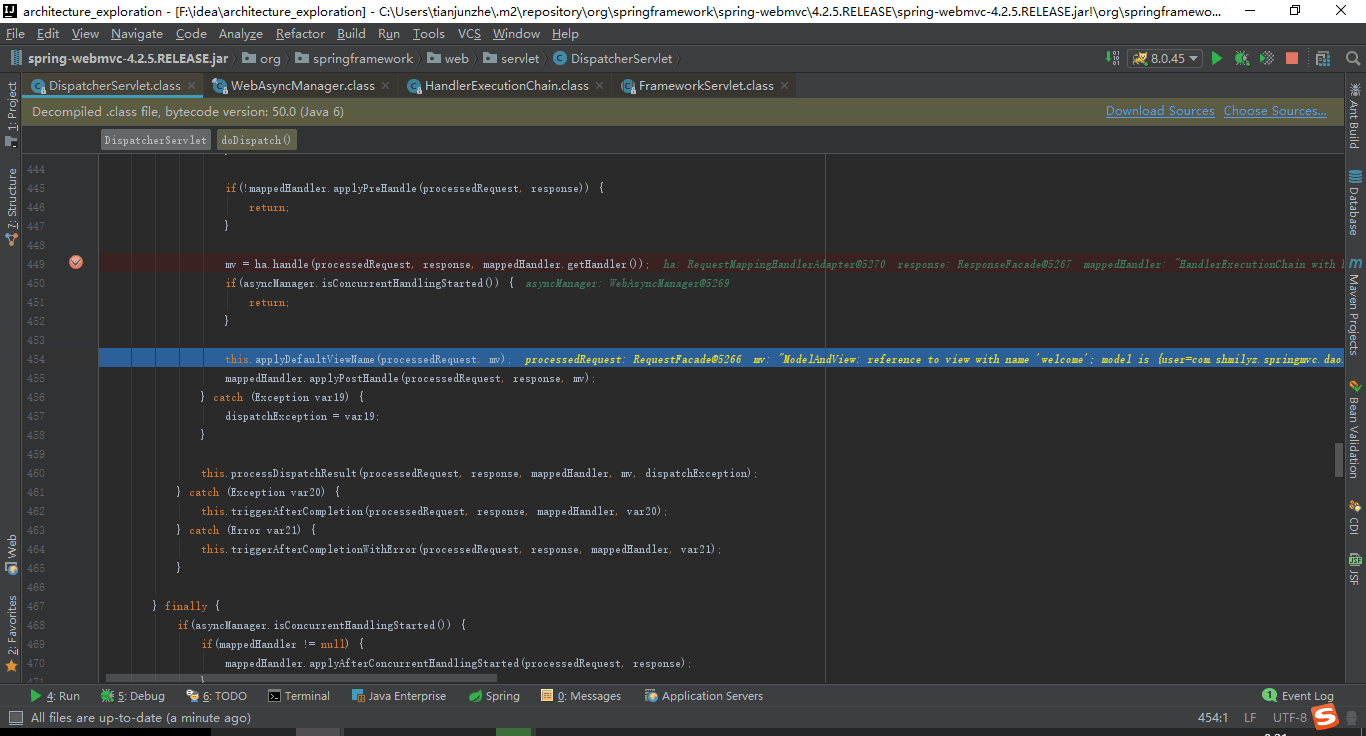 architecture_exploration - [F:\idea\architecture_exploration] - C:\Users\tianjunzhe\.m2\repository\org\springframework\spring-webmvc\4.2.5.RELEASE\spring-webmvc-4.2.5.RELEASE.jar!\org\springframewo...
File Edit View Navigate Code Analyze Refactor Build Run Tools VCS Window Help
spring-webmvc-4.2.5.RELEASE.jar org springframework web servlet DispatcherServlet 8.0.45
DispatcherServlet.class WebAsyncManager.class HandlerExecutionChain.class FrameworkServlet.class
Decompiled .class file, bytecode version: 50.0 (Java 6) Download Sources Choose Sources...
DispatcherServlet doDispatch()
444
445 if(!mappedHandler.applyPreHandle(processedRequest, response)) {
446 return;
447 }
448
449 mv = ha.handle(processedRequest, response, mappedHandler.getHandler()); ha: RequestMappingHandlerAdapter@5270 response: ResponseFacade@5267 mappedHandler: "HandlerExecutionChain with
450 if(asyncManager.isConcurrentHandlingStarted()) { asyncManager: WebAsyncManager@5269
451 return;
452 }
453
454 this.applyDefaultViewName(processedRequest, mv); processedRequest: RequestFacade@5266 mv: "ModelAndView: reference to view with name 'welcome'; model is {user=com.shmilyz.springmvc.dao.
455 mappedHandler.applyPostHandle(processedRequest, response, mv);
456 } catch (Exception var19) {
457 dispatchException = var19;
458 }
459
460 this.processDispatchResult(processedRequest, response, mappedHandler, mv, dispatchException);
461 } catch (Exception var20) {
462 this.triggerAfterCompletion(processedRequest, response, mappedHandler, var20);
463 } catch (Error var21) {
464 this.triggerAfterCompletionWithError(processedRequest, response, mappedHandler, var21);
465 }
466
467 } finally {
468 if(asyncManager.isConcurrentHandlingStarted()) {
469 if(mappedHandler != null) {
470 mappedHandler.applyAfterConcurrentHandlingStarted(processedRequest, response);
}
1: Project
7: Structure
Web
2: Favorites
Ant Build
Database
Maven Projects
Bean Validation
CDI
JSF
4: Run 5: Debug 6: TODO Terminal Java Enterprise Spring 0: Messages Application Servers 1 Event Log
All files are up-to-date (a minute ago) 454:1 LF UTF-8